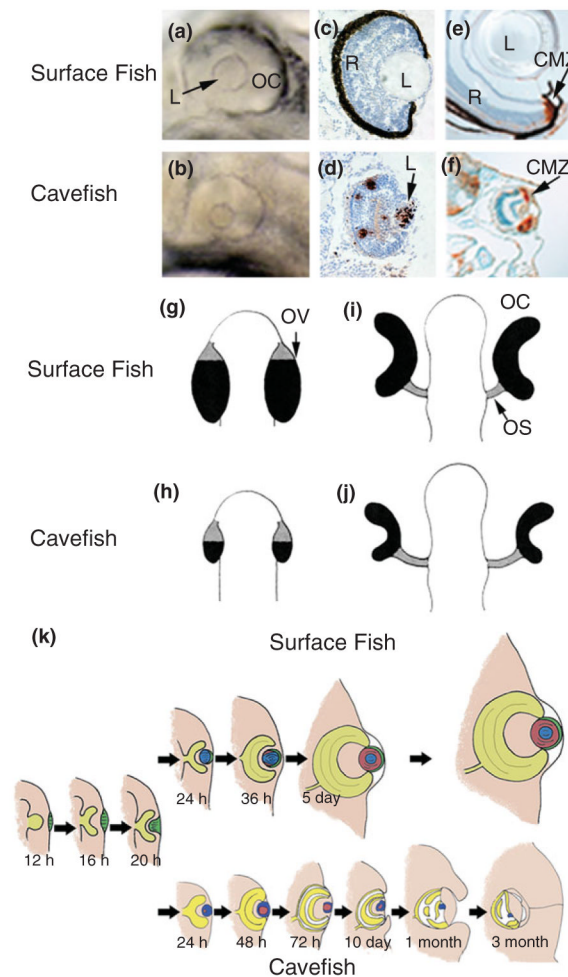 (a) (c) (e)
Surface Fish
L OC R L L R CMZ
(b) (d) (f)
Cavefish
L CMZ
(g) OV (i) OC
Surface Fish
OS
(h) (j)
Cavefish
(k)
Surface Fish
24 h 36 h 5 day
12 h 16 h 20 h
24 h 48 h 72 h 10 day 1 month 3 month
Cavefish